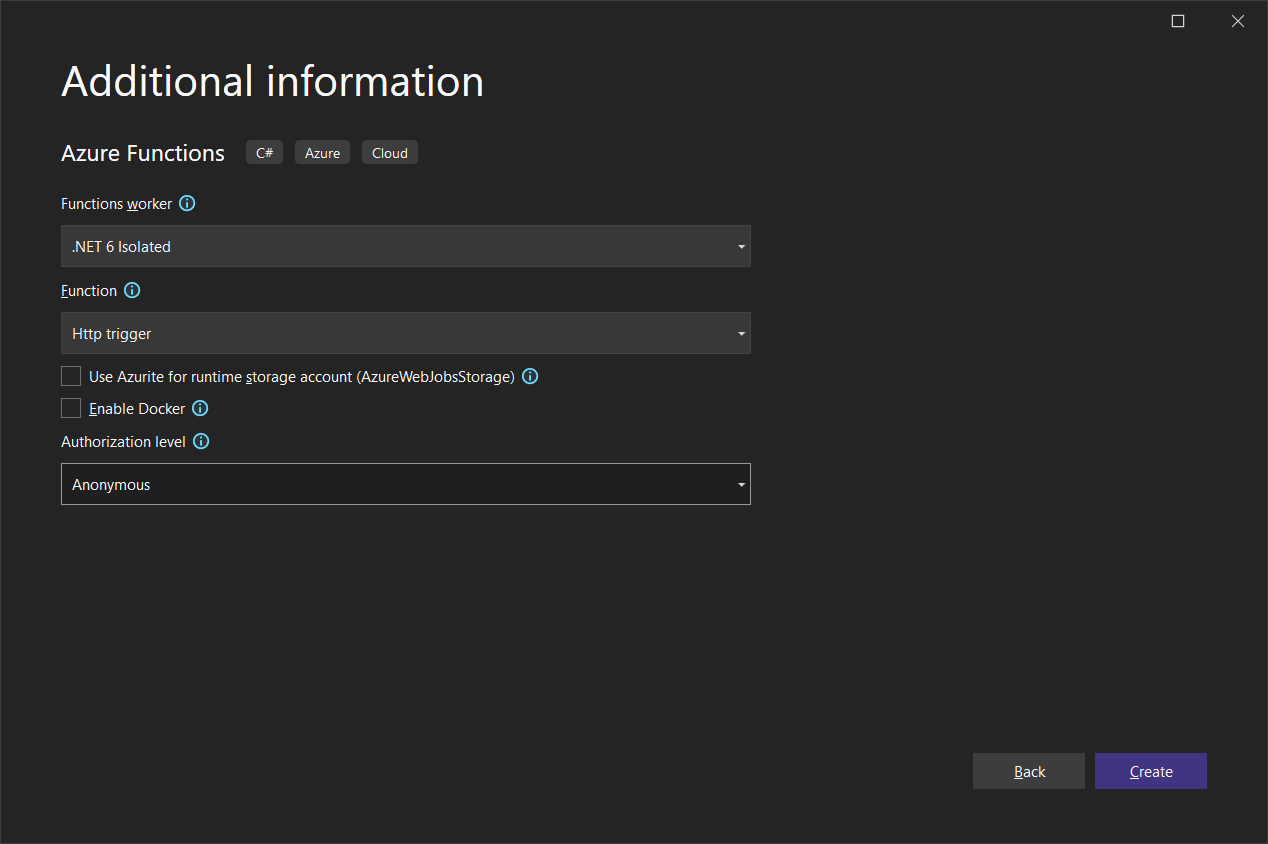 Additional information
Azure Functions C# Azure Cloud
Functions worker
.NET 6 Isolated
Function
Http trigger
Use Azurite for runtime storage account (AzureWebJobsStorage)
Enable Docker
Authorization level
Anonymous
Back Create